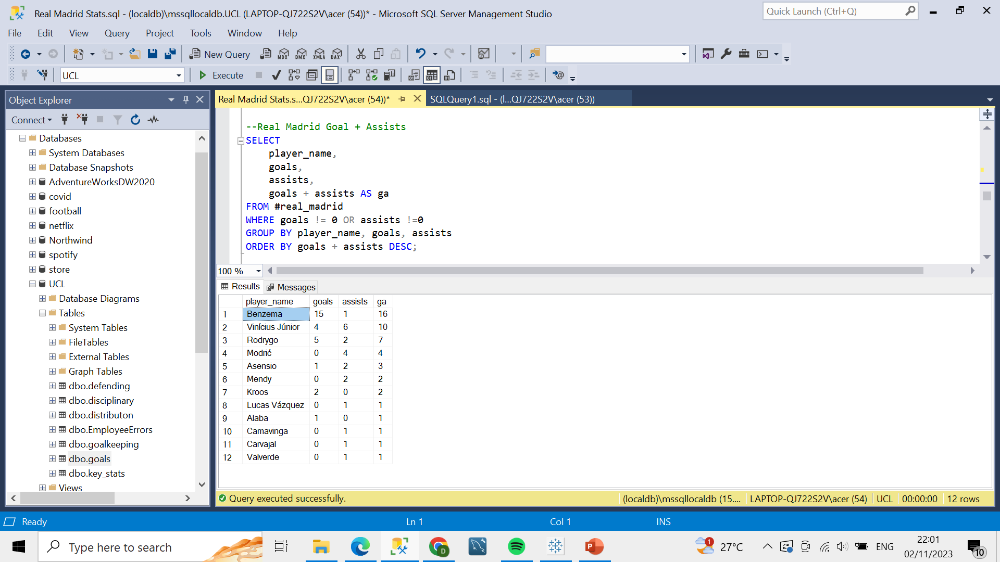 Real Madrid Stats.sql - (localdb)\mssqllocaldb.UCL (LAPTOP-QJ722S2V\acer (54))* - Microsoft SQL Server Management Studio
Quick Launch (Ctrl+Q)
File Edit View Query Project Tools Window Help
New Query MDX DMX XMLA DAX
UCL Execute
Object Explorer
Connect
Databases
System Databases
Database Snapshots
AdventureWorksDW2020
covid
football
netflix
Northwind
spotify
store
UCL
Database Diagrams
Tables
System Tables
FileTables
External Tables
Graph Tables
dbo.defending
dbo.disciplinary
dbo.distributon
dbo.EmployeeErrors
dbo.goalkeeping
dbo.goals
dbo.key_stats
Views
Real Madrid Stats.s...QJ722S2V\acer (54))* SQLQuery1.sql - (l...QJ722S2V\acer (53))
--Real Madrid Goal + Assists
SELECT
player_name,
goals,
assists,
goals + assists AS ga
FROM #real_madrid
WHERE goals != 0 OR assists !=0
GROUP BY player_name, goals, assists
ORDER BY goals + assists DESC;
100 %
Results Messages
player_name goals assists ga
1 Benzema 15 1 16
2 Vinícius Júnior 4 6 10
3 Rodrygo 5 2 7
4 Modrić 0 4 4
5 Asensio 1 2 3
6 Mendy 0 2 2
7 Kroos 2 0 2
8 Lucas Vázquez 0 1 1
9 Alaba 1 0 1
10 Camavinga 0 1 1
11 Carvajal 0 1 1
12 Valverde 0 1 1
Query executed successfully. (localdb)\mssqllocaldb (15.... LAPTOP-QJ722S2V\acer (54) UCL 00:00:00 12 rows
Ready Ln 1 Col 1 INS
Type here to search D P 1 27°C ENG 22:01
02/11/2023 10